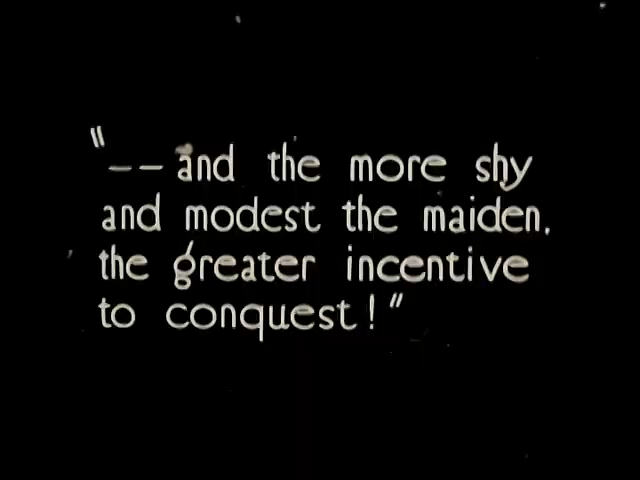 "-- and the more shy
and modest the maiden,
the greater incentive
to conquest!"